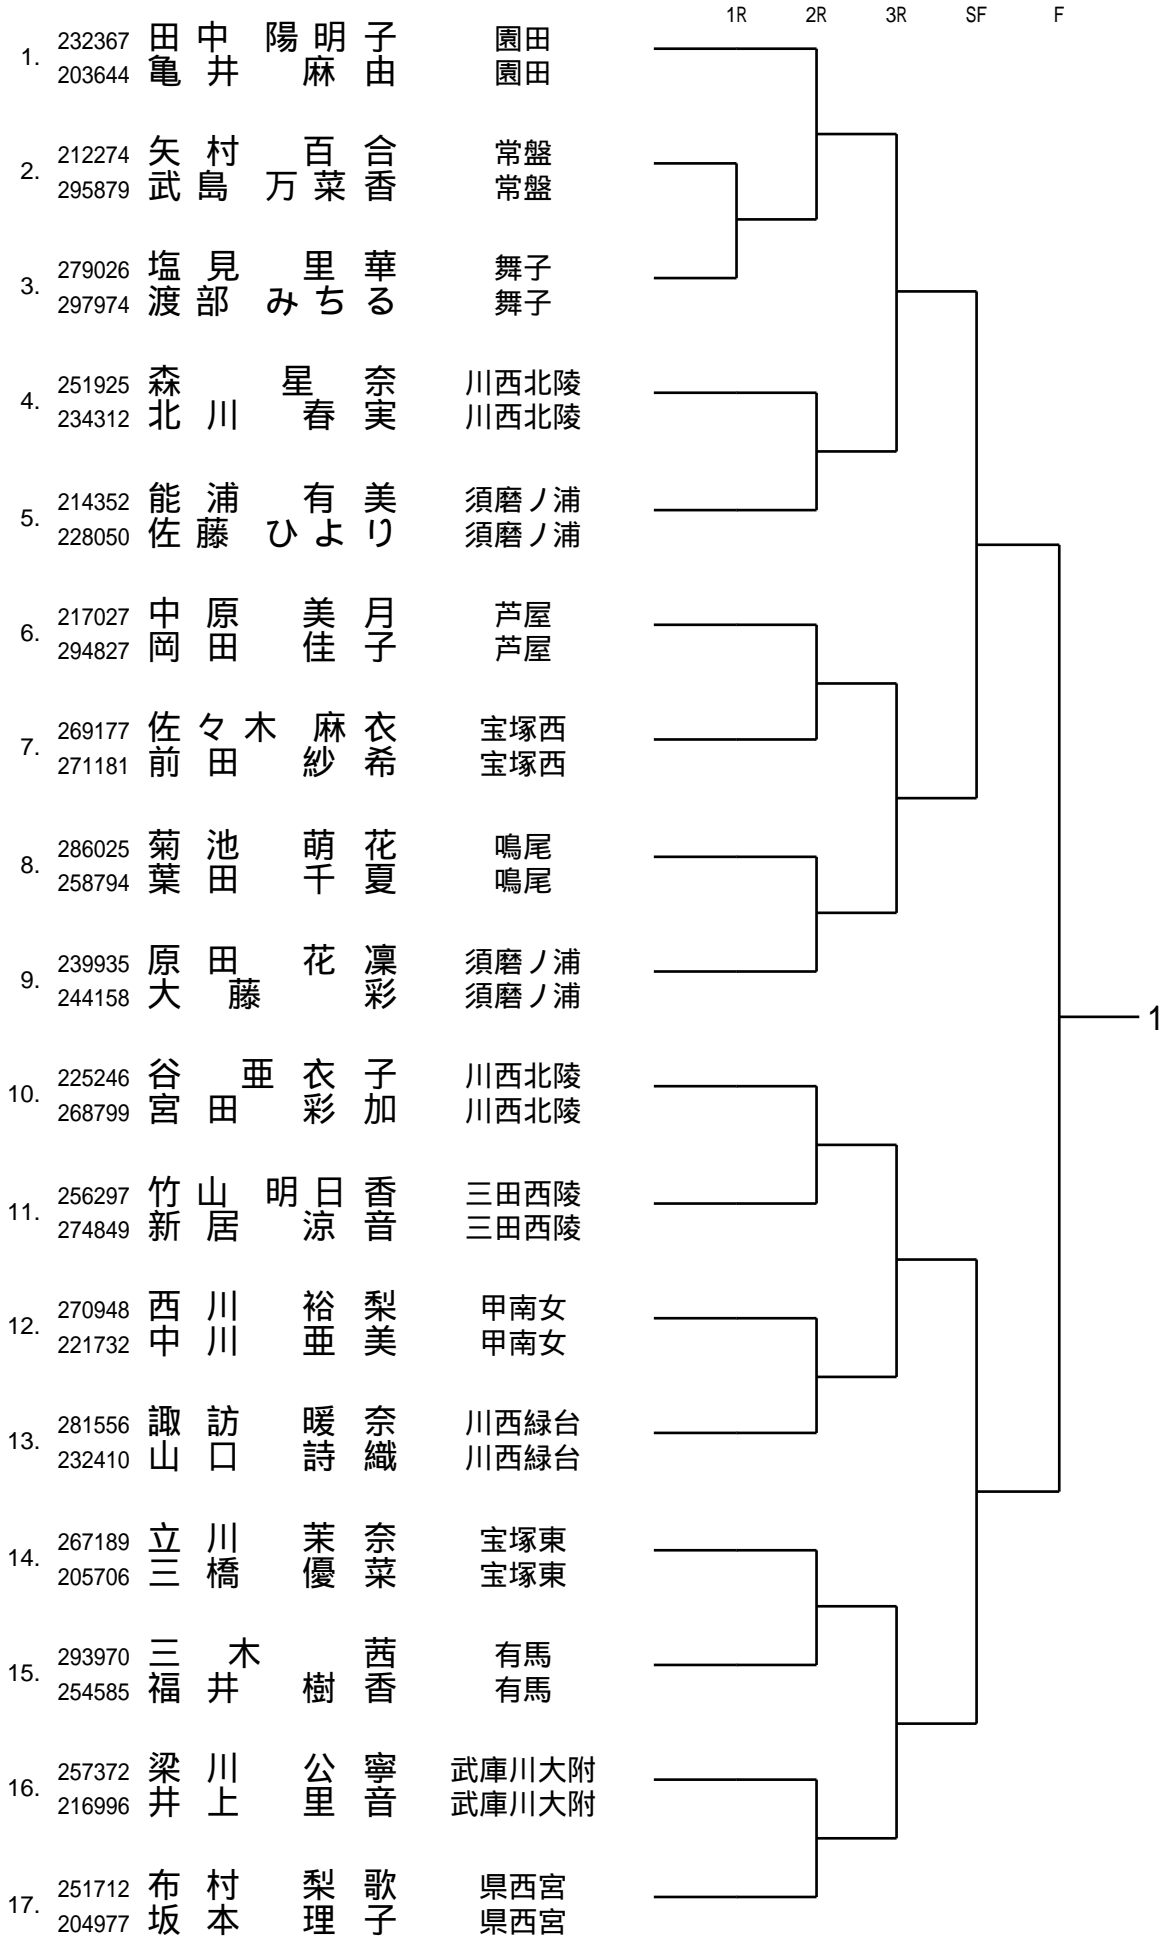 1R 2R 3R SF F
1. 232367 田中 陽明子 園田
203644 亀井 麻由 園田
2. 212274 矢村 百合 常盤
295879 武島 万菜香 常盤
3. 279026 塩見 里華 舞子
297974 渡部 みちる 舞子
4. 251925 森 星奈 川西北陵
234312 北川 春実 川西北陵
5. 214352 能浦 有美 須磨ノ浦
228050 佐藤 ひより 須磨ノ浦
6. 217027 中原 美月 芦屋
294827 岡田 佳子 芦屋
7. 269177 佐々木 麻衣 宝塚西
271181 前田 紗希 宝塚西
8. 286025 菊池 萌花 鳴尾
258794 葉田 千夏 鳴尾
9. 239935 原田 花凜 須磨ノ浦
244158 大藤 彩 須磨ノ浦
1
10. 225246 谷 亜衣子 川西北陵
268799 宮田 彩加 川西北陵
11. 256297 竹山 明日香 三田西陵
274849 新居 涼音 三田西陵
12. 270948 西川 裕梨 甲南女
221732 中川 亜美 甲南女
13. 281556 諏訪 暖奈 川西緑台
232410 山口 詩織 川西緑台
14. 267189 立川 茉奈 宝塚東
205706 三橋 優菜 宝塚東
15. 293970 三木 茜 有馬
254585 福井 樹香 有馬
16. 257372 梁川 公寧 武庫川大附
216996 井上 里音 武庫川大附
17. 251712 布村 梨歌 県西宮
204977 坂本 理子 県西宮